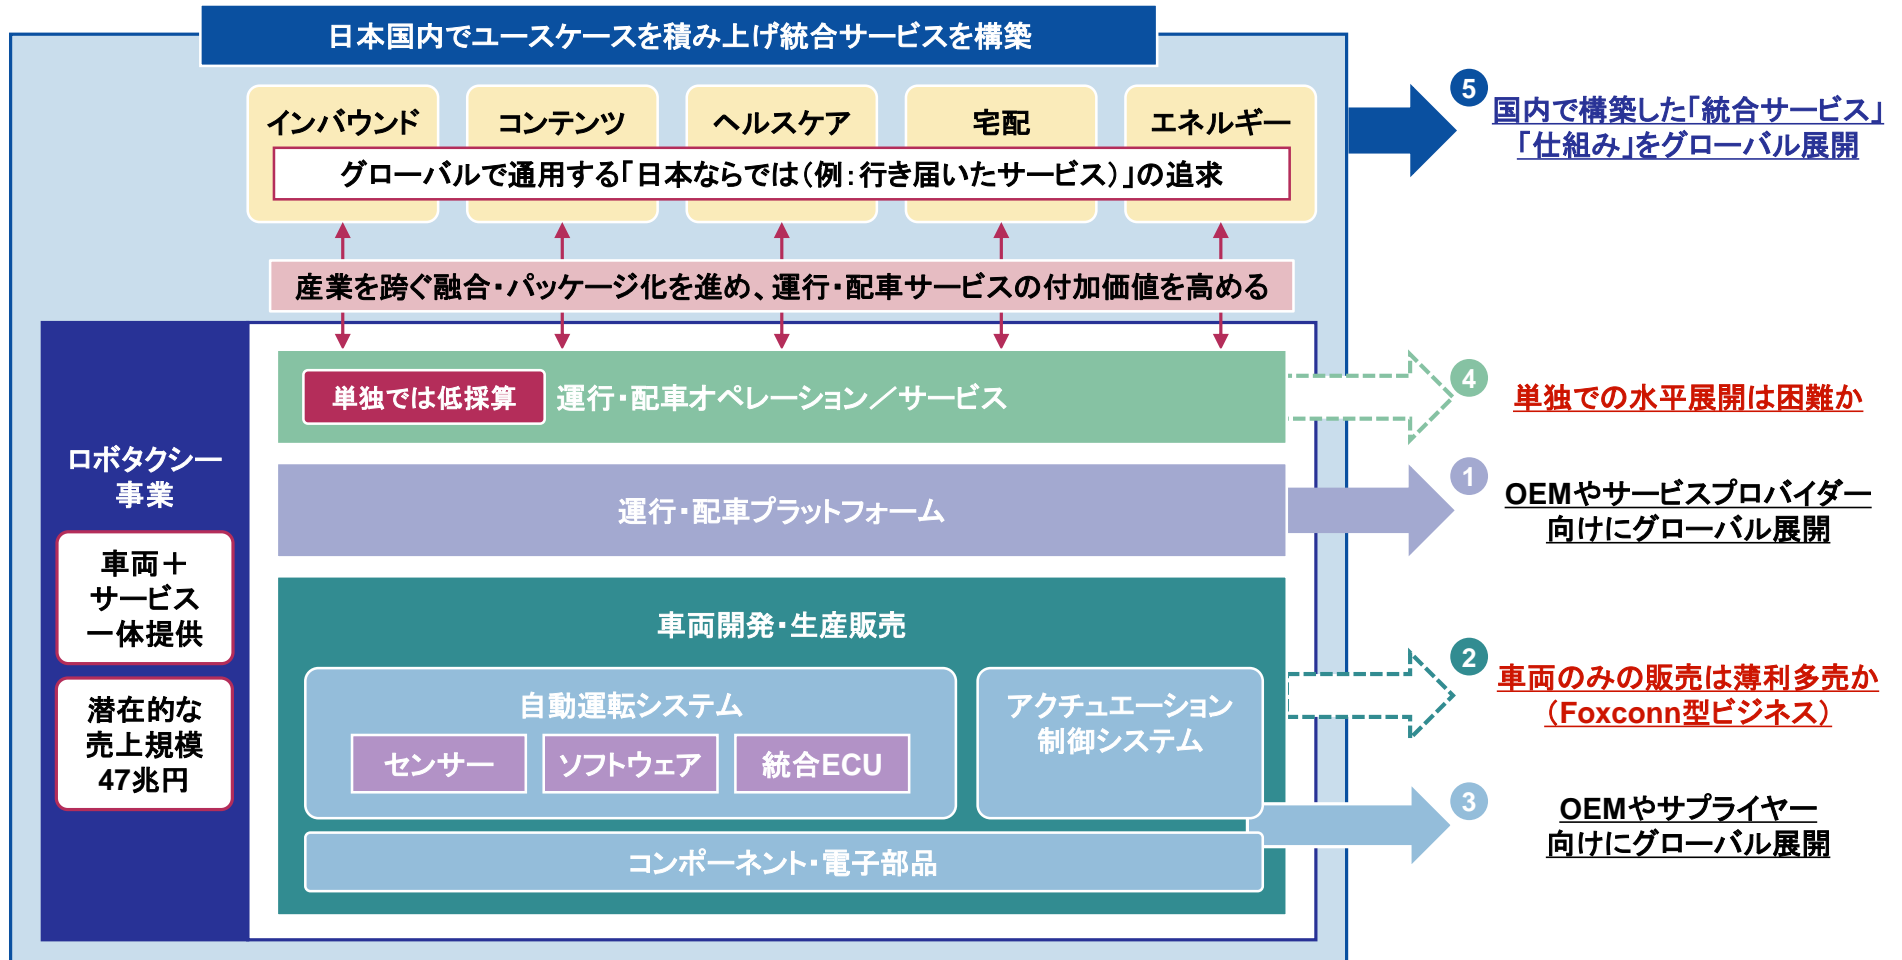 日本国内でユースケースを積み上げ統合サービスを構築
インバウンド
コンテンツ
ヘルスケア
宅配
エネルギー
グローバルで通用する「日本ならでは（例：行き届いたサービス）」の追求
産業を跨ぐ融合・パッケージ化を進め、運行・配車サービスの付加価値を高める
ロボタクシー
事業
車両＋
サービス
一体提供
潜在的な
売上規模
47兆円
単独では低採算
運行・配車オペレーション／サービス
運行・配車プラットフォーム
車両開発・生産販売
自動運転システム
センサー
ソフトウェア
統合ECU
アクチュエーション
制御システム
コンポーネント・電子部品
5
国内で構築した「統合サービス」
「仕組み」をグローバル展開
4
単独での水平展開は困難か
1
OEMやサービスプロバイダー
向けにグローバル展開
2
車両のみの販売は薄利多売か
（Foxconn型ビジネス）
3
OEMやサプライヤー
向けにグローバル展開